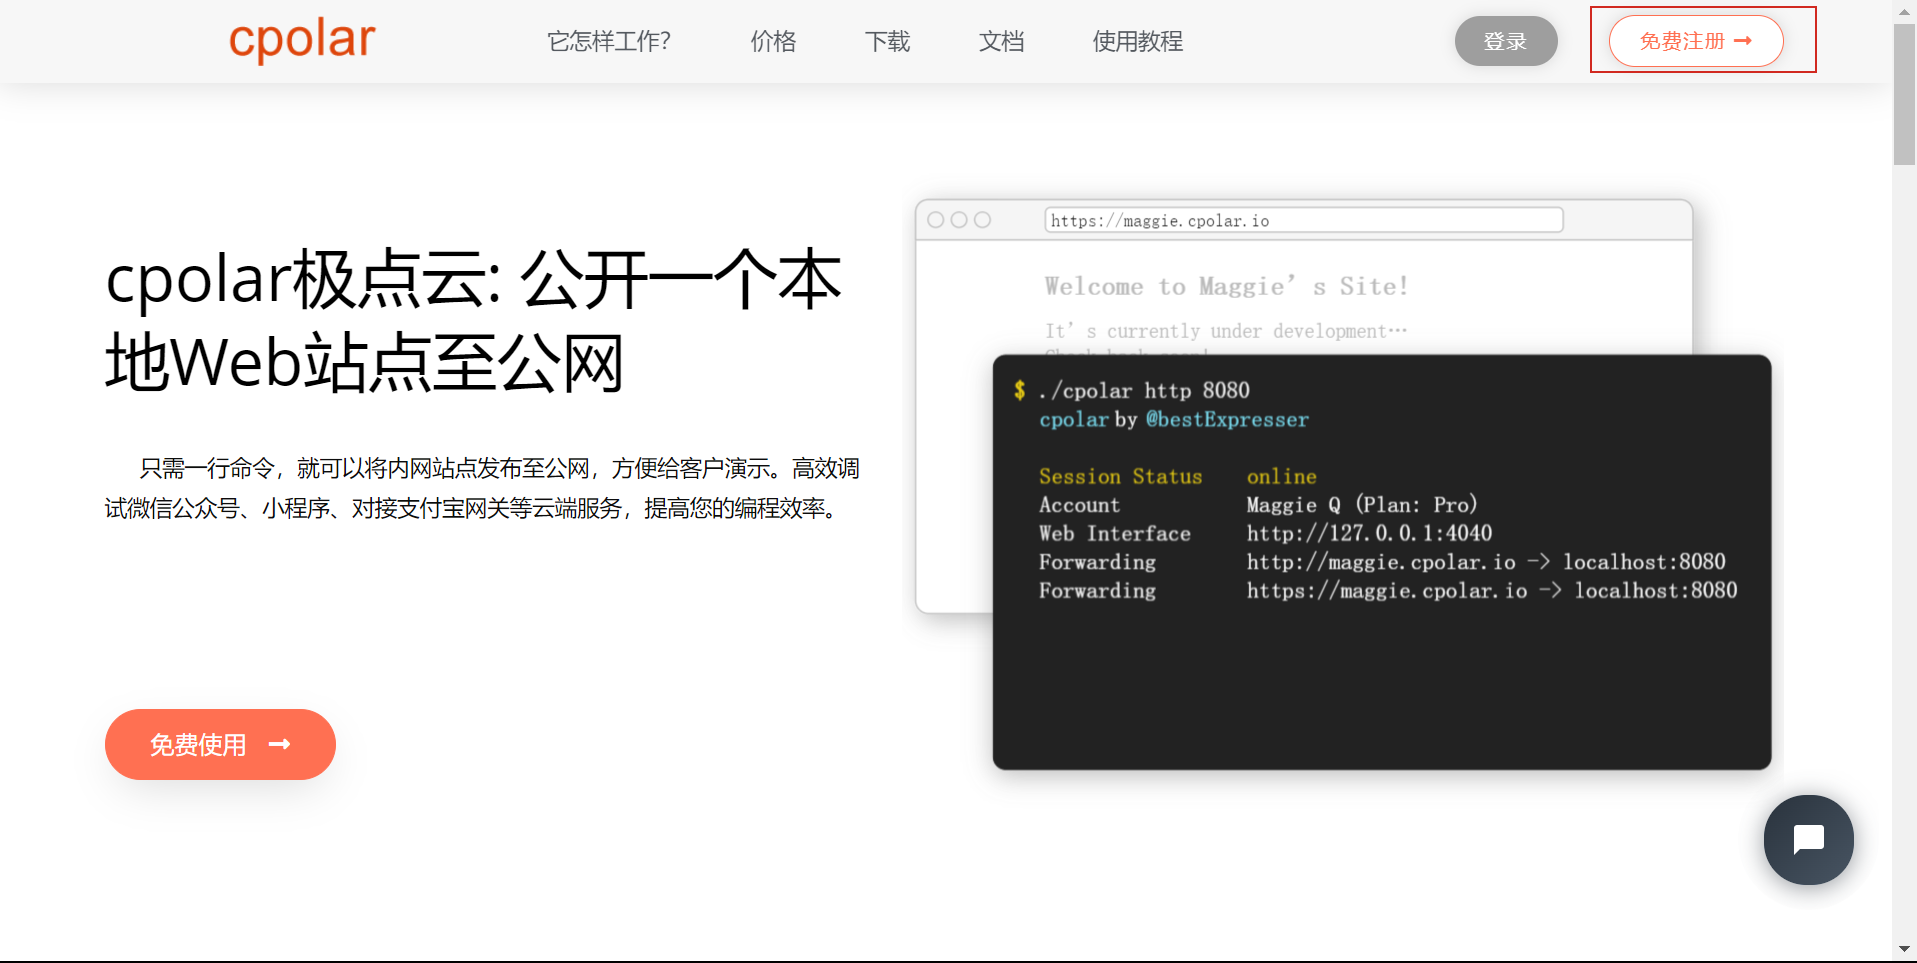 cpolar
它怎样工作?
价格
下载
文档
使用教程
登录
免费注册
cpolar极点云: 公开一个本
地Web站点至公网
只需一行命令，就可以将内网站点发布至公网，方便给客户演示。高效调
试微信公众号、小程序、对接支付宝网关等云端服务，提高您的编程效率。
免费使用
https://maggie.cpolar.io
Welcome to Maggie's Site!
It's currently under development…
$ ./cpolar http 8080
cpolar by @bestExpresser
Session Status online
Account Maggie Q (Plan: Pro)
Web Interface http://127.0.0.1:4040
Forwarding http://maggie.cpolar.io -> localhost:8080
Forwarding https://maggie.cpolar.io -> localhost:8080